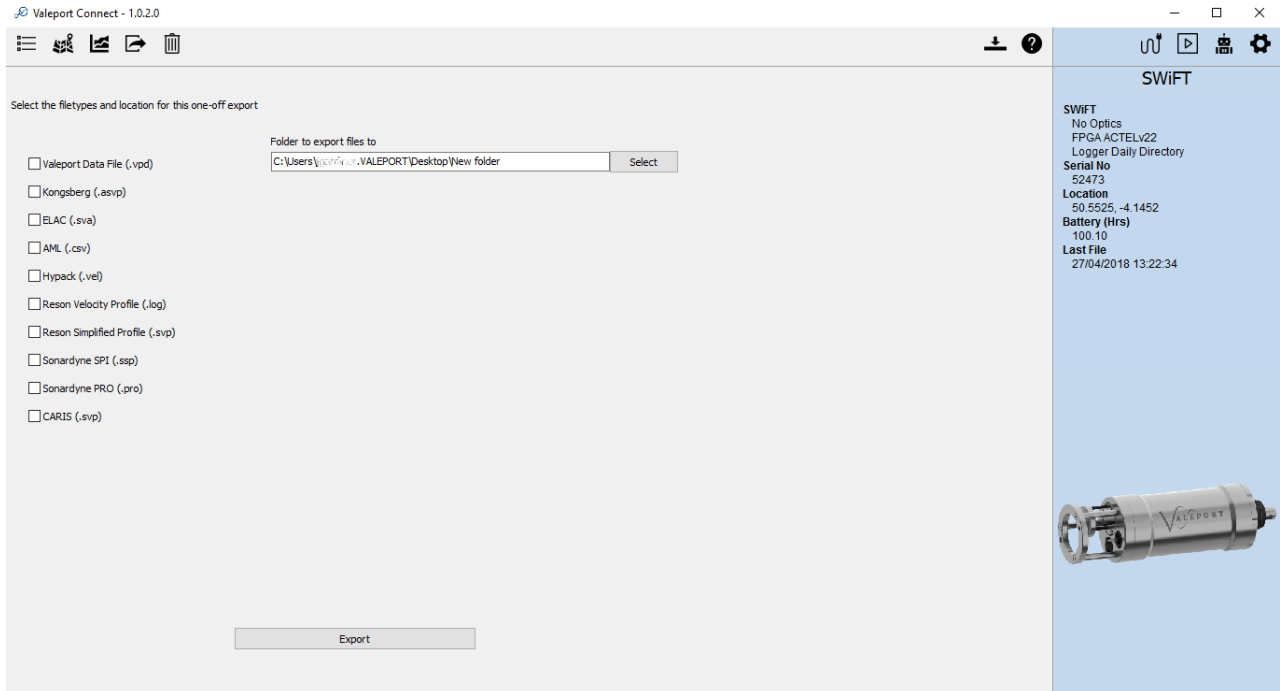 Valeport Connect - 1.0.2.0
SWiFT
Select the filetypes and location for this one-off export
Folder to export files to
C:\Users\ .VALEPORT\Desktop\New folder
Select
Valeport Data File (.vpd)
Kongsberg (.asvp)
ELAC (.sva)
AML (.csv)
Hypack (.vel)
Reson Velocity Profile (.log)
Reson Simplified Profile (.svp)
Sonardyne SPI (.ssp)
Sonardyne PRO (.pro)
CARIS (.svp)
Export
SWiFT
No Optics
FPGA ACTELv22
Logger Daily Directory
Serial No
52473
Location
50.5525, -4.1452
Battery (Hrs)
100.10
Last File
27/04/2018 13:22:34
VALEPORT